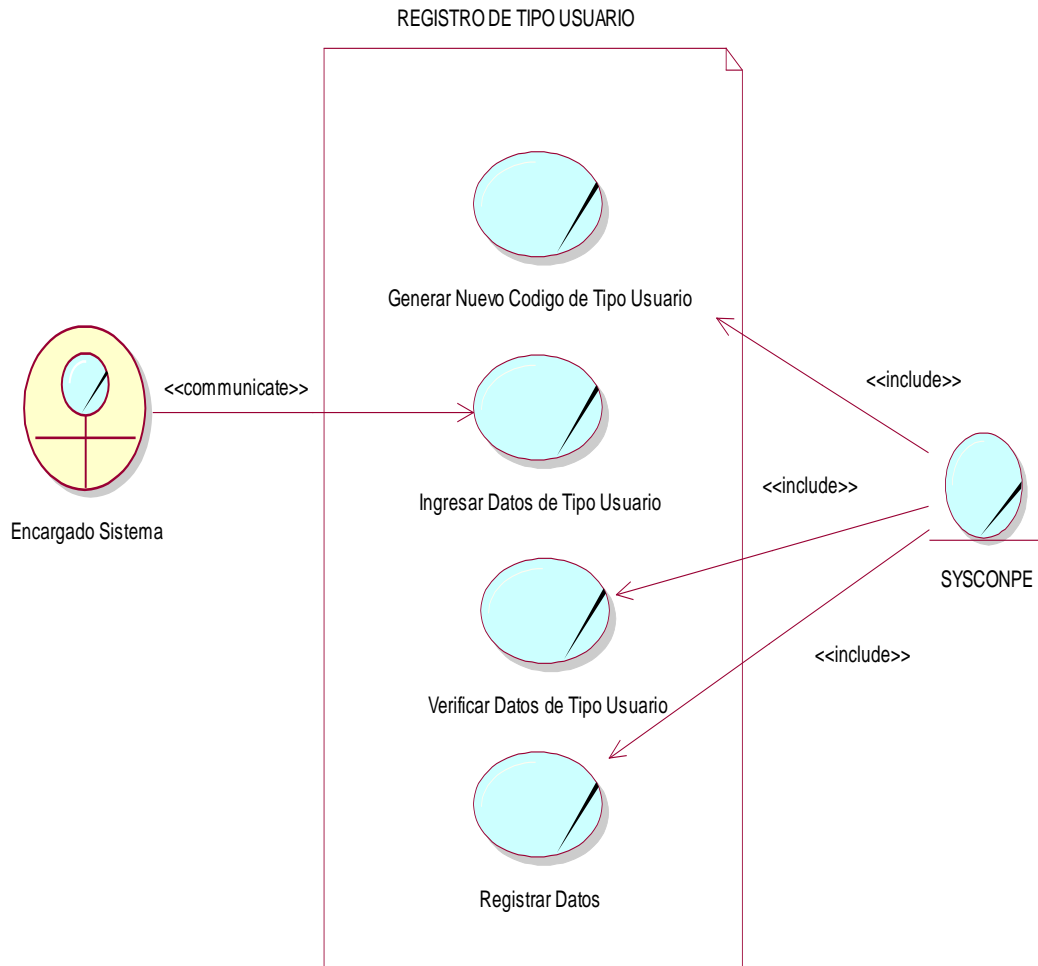 REGISTRO DE TIPO USUARIO
Generar Nuevo Codigo de Tipo Usuario
<<include>>
<<communicate>>
<<include>>
Ingresar Datos de Tipo Usuario
Encargado Sistema
SYSCONPE
<<include>>
Verificar Datos de Tipo Usuario
Registrar Datos